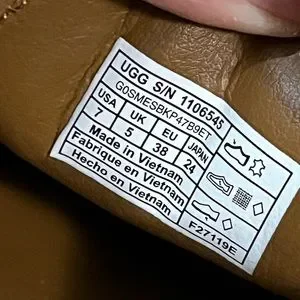 UGG S/N 1106545
G0SMESBKP47B9ET
USA UK EU JAPAN
7 5 38 24
Made in Vietnam
Fabrique en Vietnam
Hecho en Vietnam
F27119E